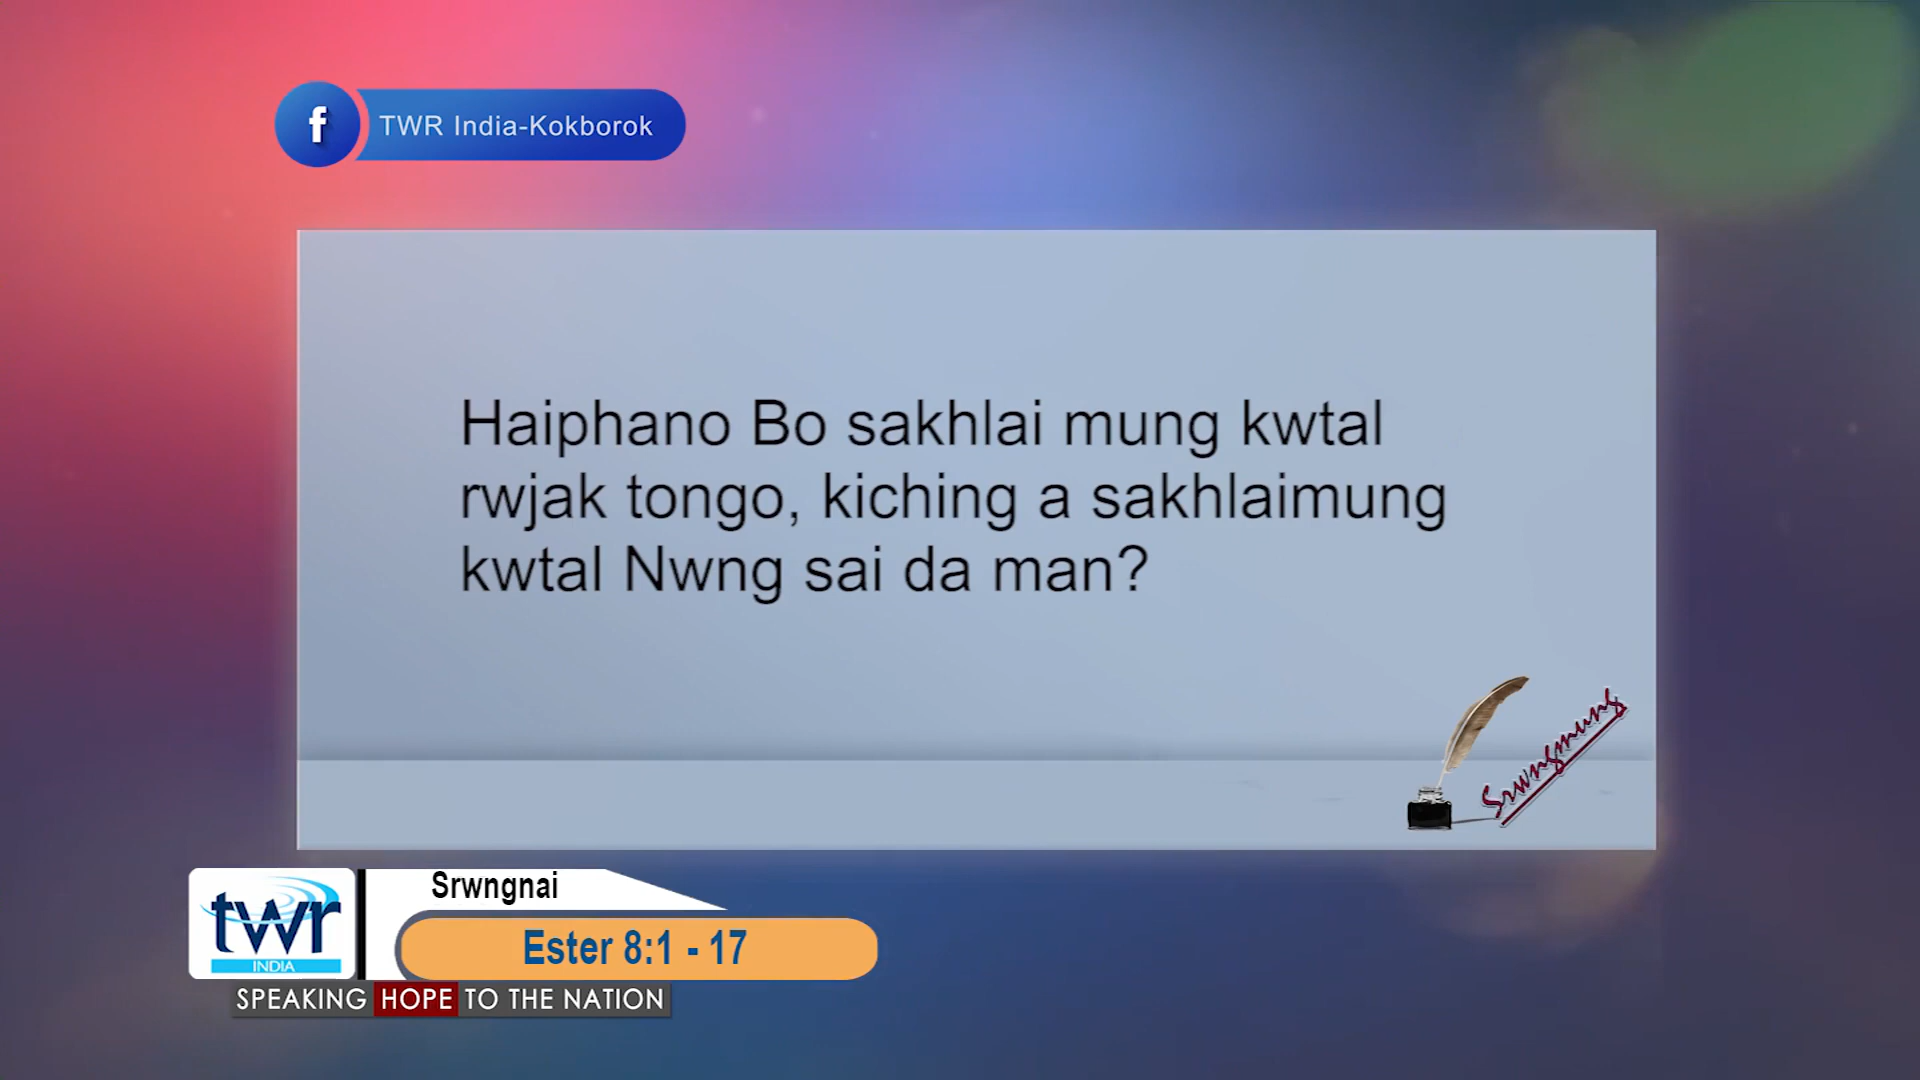 f
TWR India-Kokborok
Haiphano Bo sakhlai mung kwtal
rwjak tongo, kiching a sakhlaimung
kwtal Nwng sai da man?
Srwngmung
twr
INDIA
Srwngnai
Ester 8:1 - 17
SPEAKING HOPE TO THE NATION